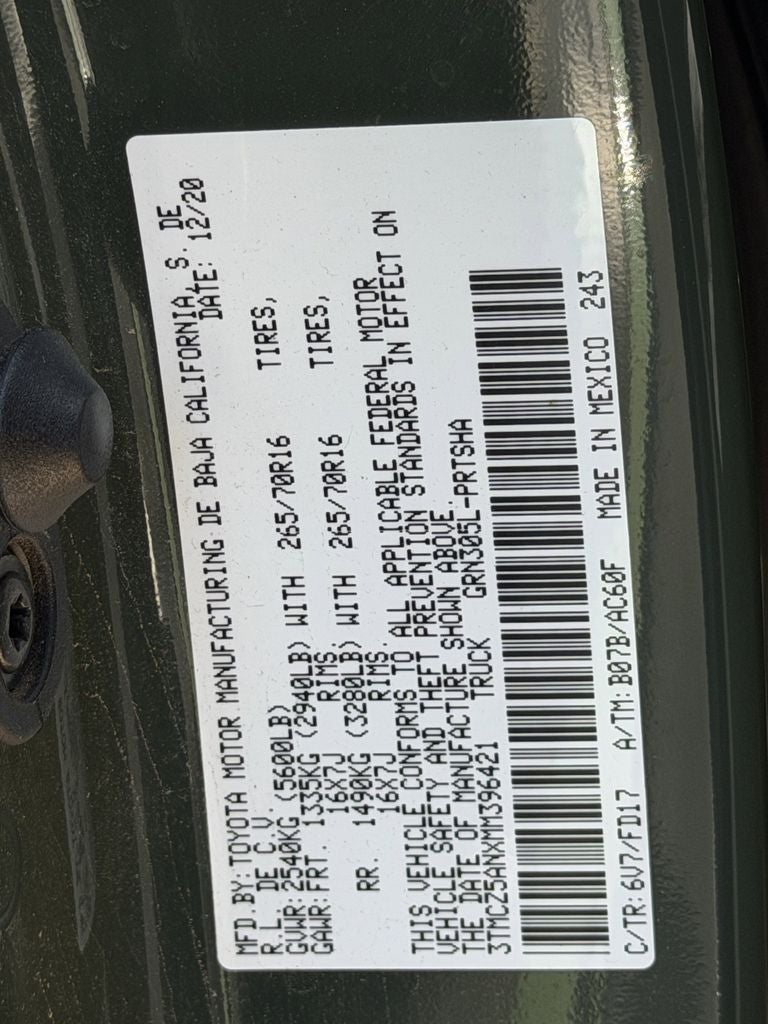 MFD.BY:TOYOTA MOTOR MANUFACTURING DE BAJA CALIFORNIA,S. DE
R.L. DE C.V. DATE: 12/20
GVWR:2540KG (5600LB)
GAWR:FRT. 1335KG (2940LB) WITH 265/70R16 TIRES,
16X7J RIMS.
RR. 1490KG (3280LB) WITH 265/70R16 TIRES,
16X7J RIMS.
THIS VEHICLE CONFORMS TO ALL APPLICABLE FEDERAL MOTOR
VEHICLE SAFETY AND THEFT PREVENTION STANDARDS IN EFFECT ON
THE DATE OF MANUFACTURE SHOWN ABOVE.
3TMCZ5ANXMM396421 TRUCK GRN305L-PRTSHA
C/TR:6V7/FD17 A/TM:B07B/AC60F MADE IN MEXICO 243